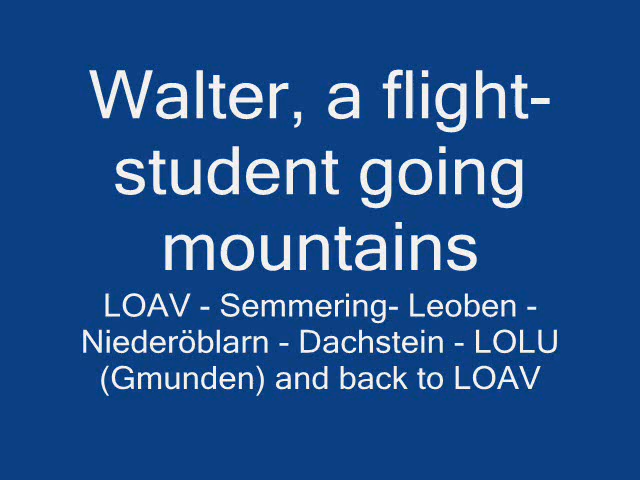 Walter, a flight-
student going
mountains
LOAV - Semmering- Leoben -
Niederöblarn - Dachstein - LOLU
(Gmunden) and back to LOAV